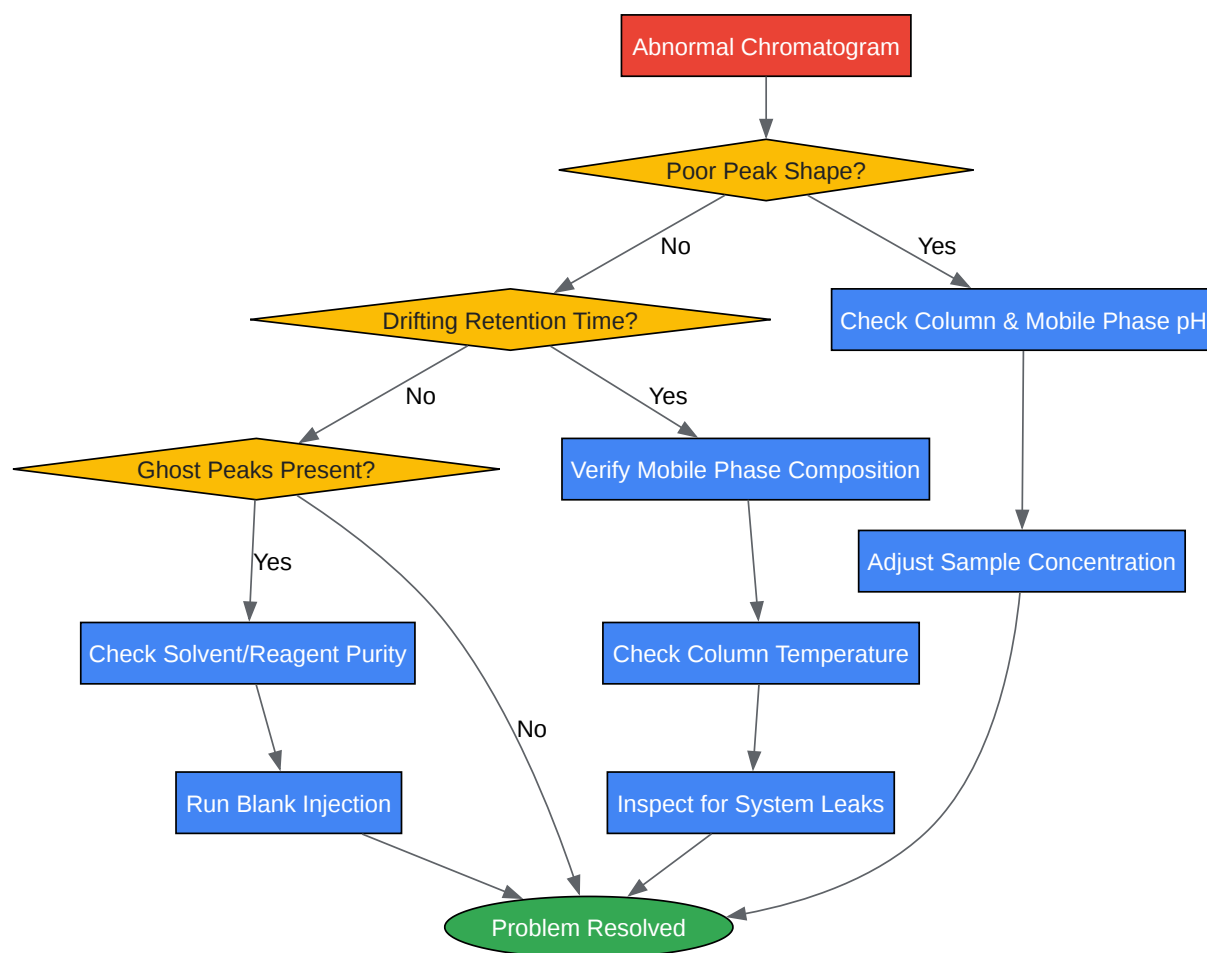 Abnormal Chromatogram
Poor Peak Shape?
No
Yes
Drifting Retention Time?
Check Column & Mobile Phase pH
No
Yes
Ghost Peaks Present?
Verify Mobile Phase Composition
Yes
Adjust Sample Concentration
Check Solvent/Reagent Purity
Check Column Temperature
No
Run Blank Injection
Inspect for System Leaks
Problem Resolved